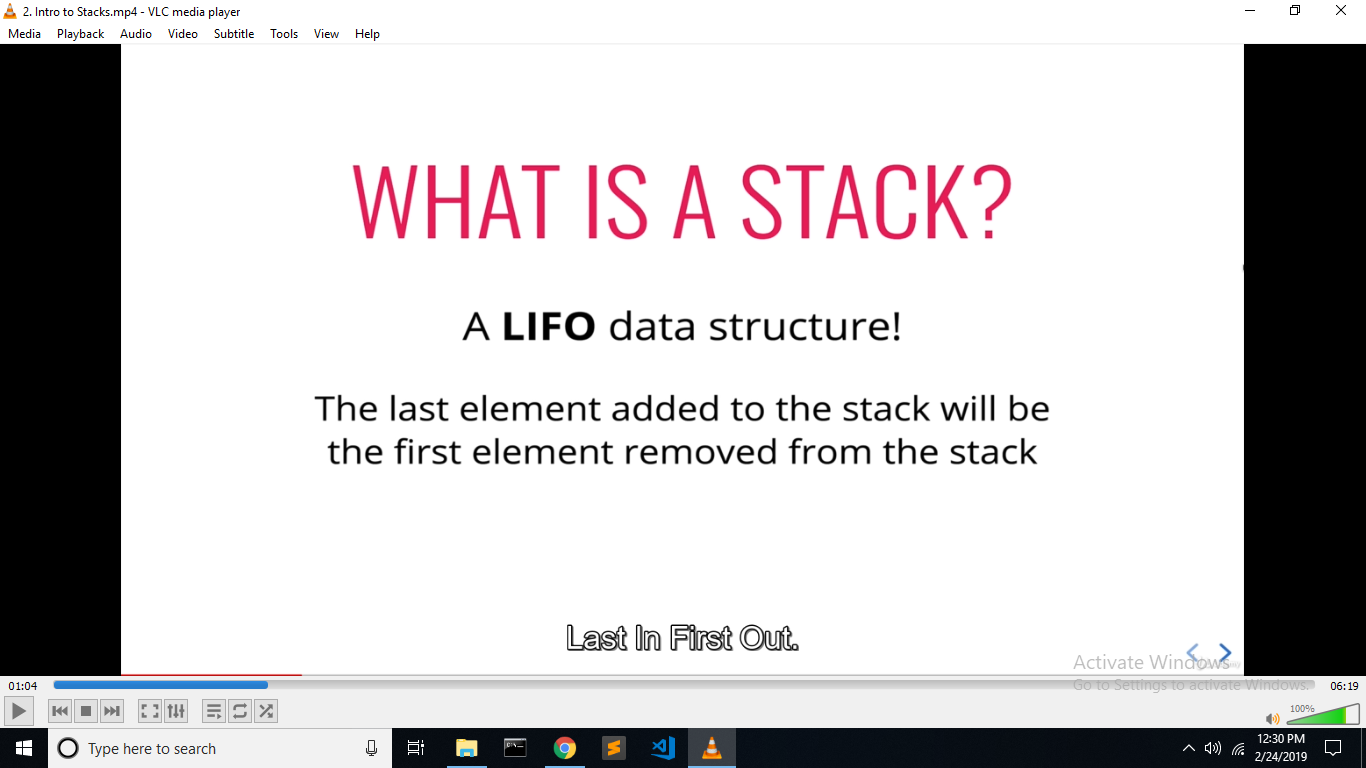 2. Intro to Stacks.mp4 - VLC media player
Media Playback Audio Video Subtitle Tools View Help
WHAT IS A STACK?
A LIFO data structure!
The last element added to the stack will be
the first element removed from the stack
Last In First Out.
Activate Windows
Go to Settings to activate Windows.
01:04
06:19
100%
Type here to search
12:30 PM
2/24/2019